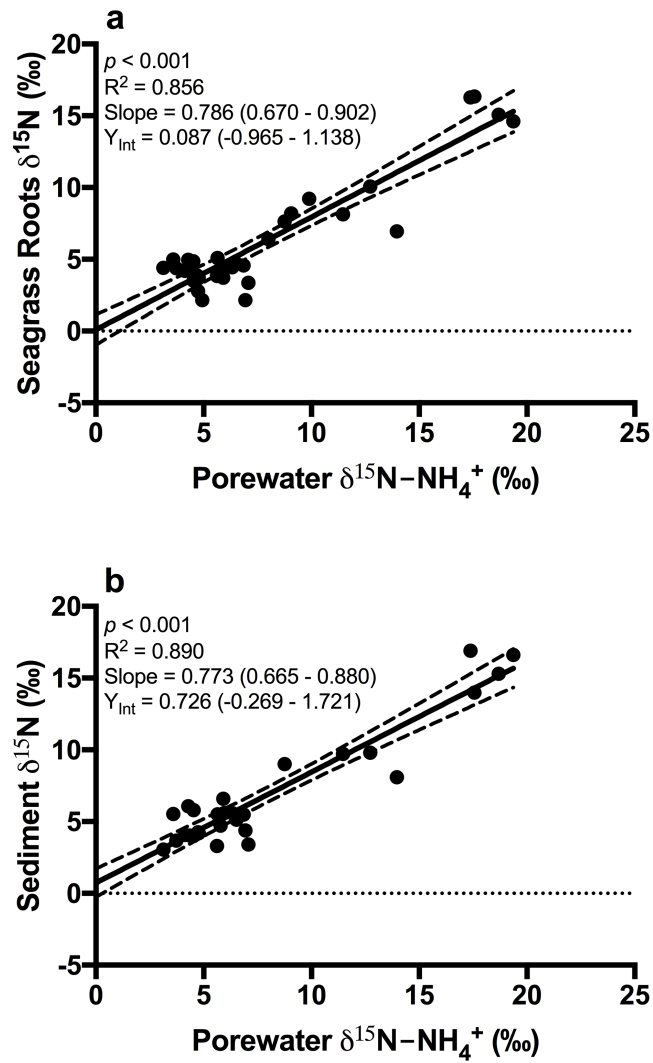 a
20
15
10
5
0
-5
p < 0.001
R² = 0.856
Slope = 0.786 (0.670 - 0.902)
Y_Int = 0.087 (-0.965 - 1.138)
Seagrass Roots δ¹⁵N (‰)
0 5 10 15 20 25
Porewater δ¹⁵N–NH₄⁺ (‰)
b
20
15
10
5
0
-5
p < 0.001
R² = 0.890
Slope = 0.773 (0.665 - 0.880)
Y_Int = 0.726 (-0.269 - 1.721)
Sediment δ¹⁵N (‰)
0 5 10 15 20 25
Porewater δ¹⁵N–NH₄⁺ (‰)